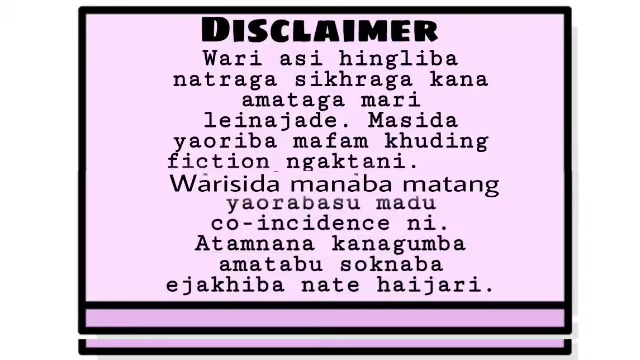 DISCLAIMER
Wari asi hingliba
natraga sikhraga kana
amataga mari
leinajade. Masida
yaoriba mafam khuding
fiction ngaktani.
Warisida manaba matang
yaorabasu madu
co-incidence ni.
Atamnana kanagumba
amatabu soknaba
ejakhiba nate haijari.